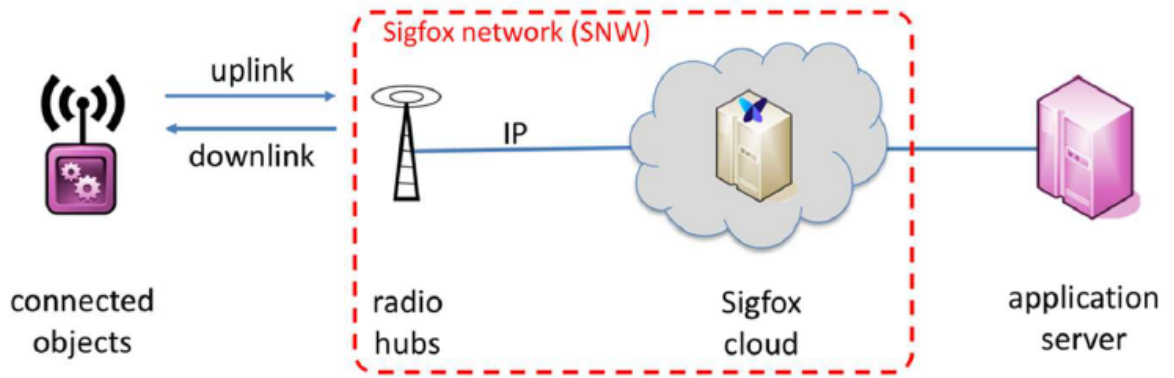 Sigfox network (SNW)
uplink
downlink
IP
connected
objects
radio
hubs
Sigfox
cloud
application
server